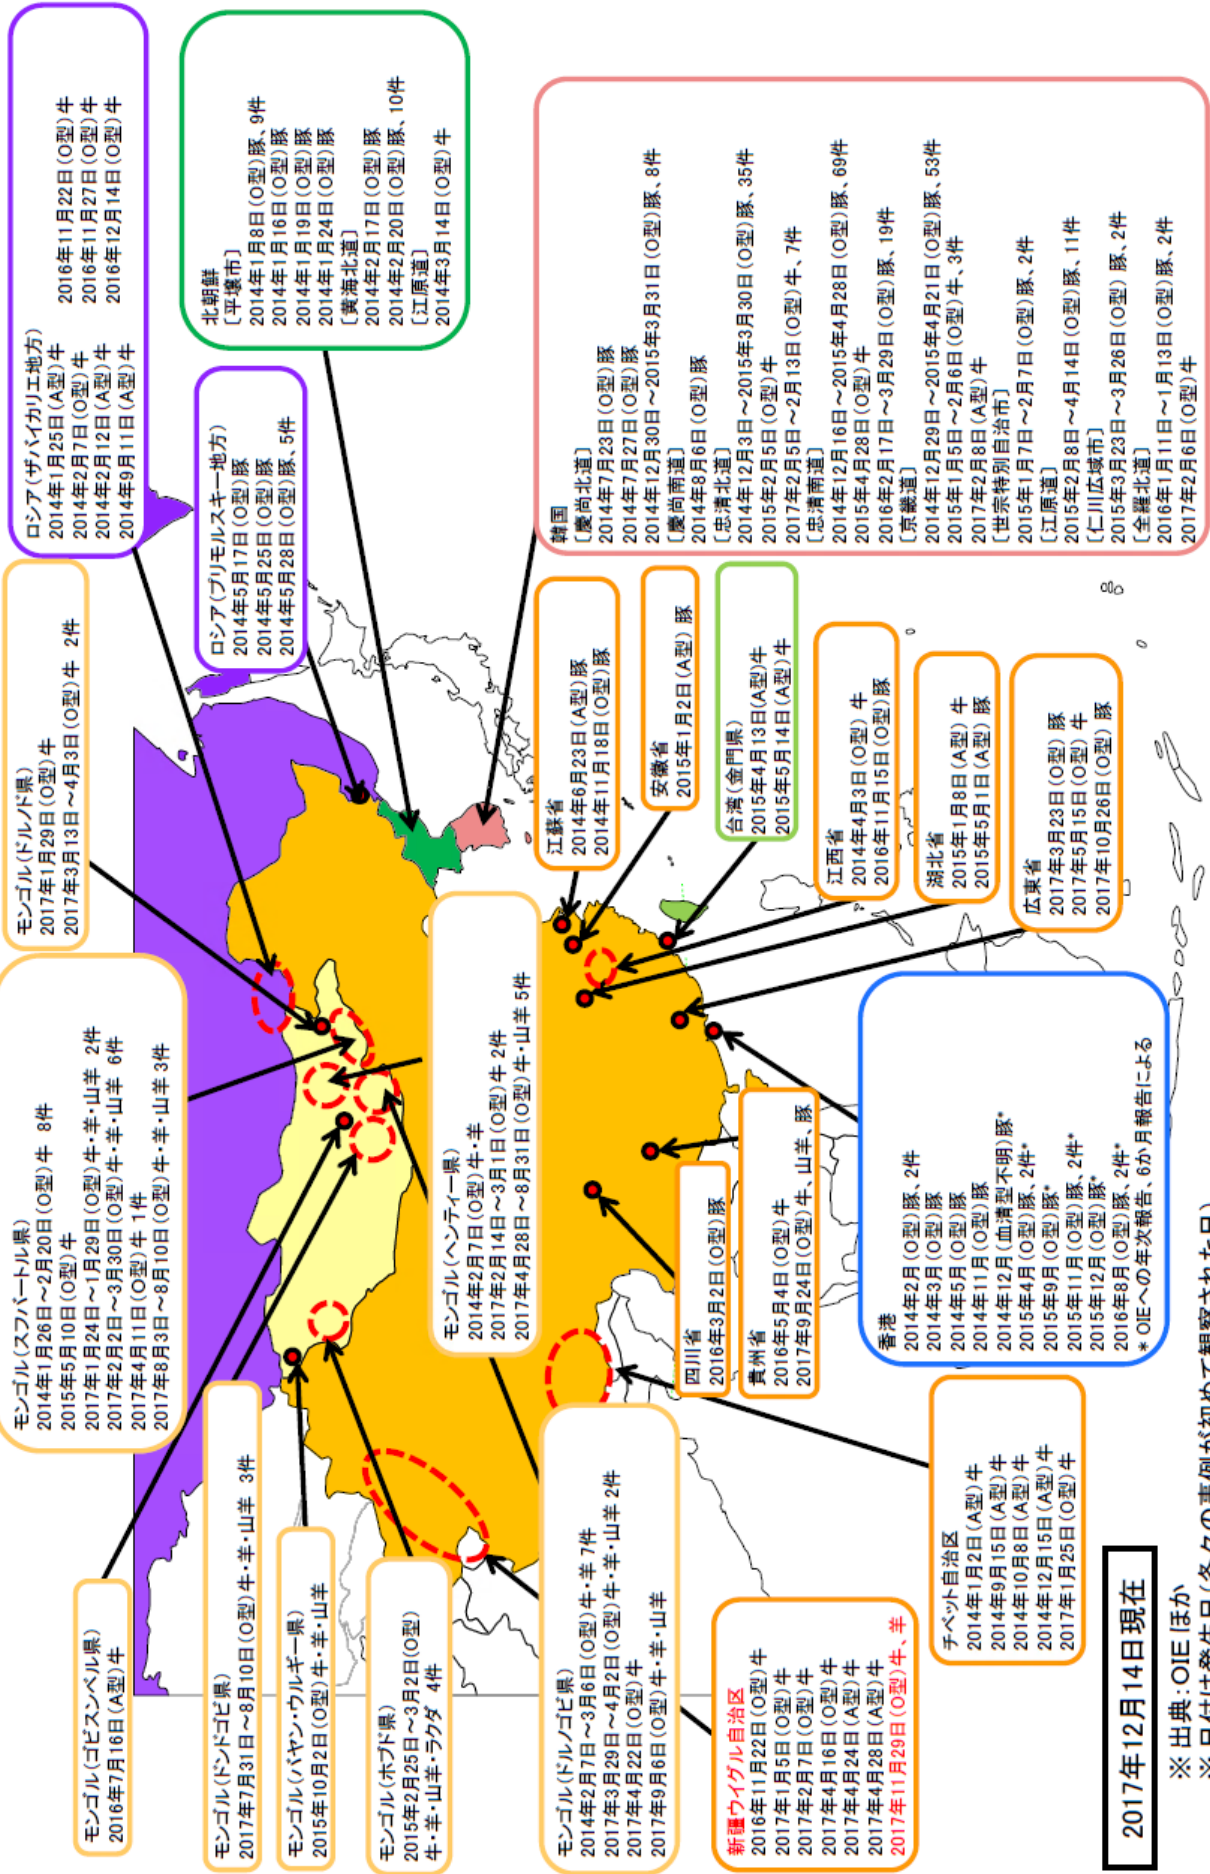 モンゴル(ゴビスンベル県)
2016年7月16日(A型)牛
モンゴル(スフバートル県)
2014年1月26日～2月20日(O型)牛 8件
2015年5月10日(O型)牛
2017年1月24日～1月29日(O型)牛・羊・山羊 2件
2017年2月2日～3月30日(O型)牛・羊・山羊 6件
2017年4月11日(O型)牛 1件
2017年8月3日～8月10日(O型)牛・羊・山羊 3件
モンゴル(ドルノド県)
2017年1月29日(O型)牛
2017年3月13日～4月3日(O型)牛 2件
ロシア(ザバイカリエ地方)
2014年1月25日(A型)牛
2014年2月7日(O型)牛
2014年2月12日(A型)牛
2014年9月11日(A型)牛
2016年11月22日(O型)牛
2016年11月27日(O型)牛
2016年12月14日(O型)牛
ロシア(プリモルスキー地方)
2014年5月17日(O型)豚
2014年5月25日(O型)豚
2014年5月28日(O型)豚、5件
北朝鮮
[平壌市]
2014年1月8日(O型)豚、9件
2014年1月16日(O型)豚
2014年1月19日(O型)豚
2014年1月24日(O型)豚
[黄海北道]
2014年2月17日(O型)豚
2014年2月20日(O型)豚、10件
[江原道]
2014年3月14日(O型)牛
モンゴル(ドンドゴビ県)
2017年7月31日～8月10日(O型)牛・羊・山羊 3件
モンゴル(バヤン・ウルギー県)
2015年10月2日(O型)牛・羊・山羊
モンゴル(ホブド県)
2015年2月25日～3月2日(O型)
牛・羊・山羊・ラクダ 4件
モンゴル(ヘンティー県)
2014年2月7日(O型)牛・羊
2017年2月14日～3月1日(O型)牛 2件
2017年4月28日～8月31日(O型)牛・山羊 5件
モンゴル(ドルノゴビ県)
2014年2月7日～3月6日(O型)牛・羊 7件
2017年3月29日～4月2日(O型)牛・羊・山羊 2件
2017年4月22日(O型)牛
2017年9月6日(O型)牛・羊・山羊
韓国
[慶尚北道]
2014年7月23日(O型)豚
2014年7月27日(O型)豚
2014年12月30日～2015年3月31日(O型)豚、8件
[慶尚南道]
2014年8月6日(O型)豚
[忠清北道]
2014年12月3日～2015年3月30日(O型)豚、35件
2015年2月5日(O型)牛
2017年2月5日～2月13日(O型)牛、7件
[忠清南道]
2014年12月16日～2015年4月28日(O型)豚、69件
2015年4月28日(O型)牛
2016年2月17日～3月29日(O型)豚、19件
[京畿道]
2014年12月29日～2015年4月21日(O型)豚、53件
2015年1月5日～2月6日(O型)牛、3件
2017年2月8日(A型)牛
[世宗特別自治市]
2015年1月7日～2月7日(O型)豚、2件
[江原道]
2015年2月8日～4月14日(O型)豚、11件
[仁川広域市]
2015年3月23日～3月26日(O型)豚、2件
[全羅北道]
2016年1月11日～1月13日(O型)豚、2件
2017年2月6日(O型)牛
江蘇省
2014年6月23日(A型)豚
2014年11月18日(O型)豚
安徽省
2015年1月2日(A型)豚
台湾(金門県)
2015年4月13日(A型)牛
2015年5月14日(A型)牛
江西省
2014年4月3日(O型)牛
2016年11月15日(O型)豚
湖北省
2015年1月8日(A型)牛
2015年5月1日(A型)豚
広東省
2017年3月23日(O型)豚
2017年5月15日(O型)牛
2017年10月26日(O型)豚
四川省
2016年3月2日(O型)豚
貴州省
2016年5月4日(O型)牛
2017年9月24日(O型)牛、山羊、豚
新疆ウイグル自治区
2016年11月22日(O型)牛
2017年1月5日(O型)牛
2017年2月7日(O型)牛
2017年4月16日(O型)牛
2017年4月24日(A型)牛
2017年4月28日(A型)牛
2017年11月29日(O型)牛、羊
香港
2014年2月(O型)豚、2件
2014年3月(O型)豚
2014年5月(O型)豚
2014年11月(O型)豚
2014年12月(血清型不明)豚*
2015年4月(O型)豚、2件*
2015年9月(O型)豚*
2015年11月(O型)豚、2件*
2015年12月(O型)豚*
2016年8月(O型)豚、2件*
* OIEへの年次報告、6か月報告による
チベット自治区
2014年1月2日(A型)牛
2014年9月15日(A型)牛
2014年10月8日(A型)牛
2014年12月15日(A型)牛
2017年1月25日(O型)牛
2017年12月14日現在
※ 出典:OIEほか
※ 日付は発生日(各々の事例が初めて観察された日)